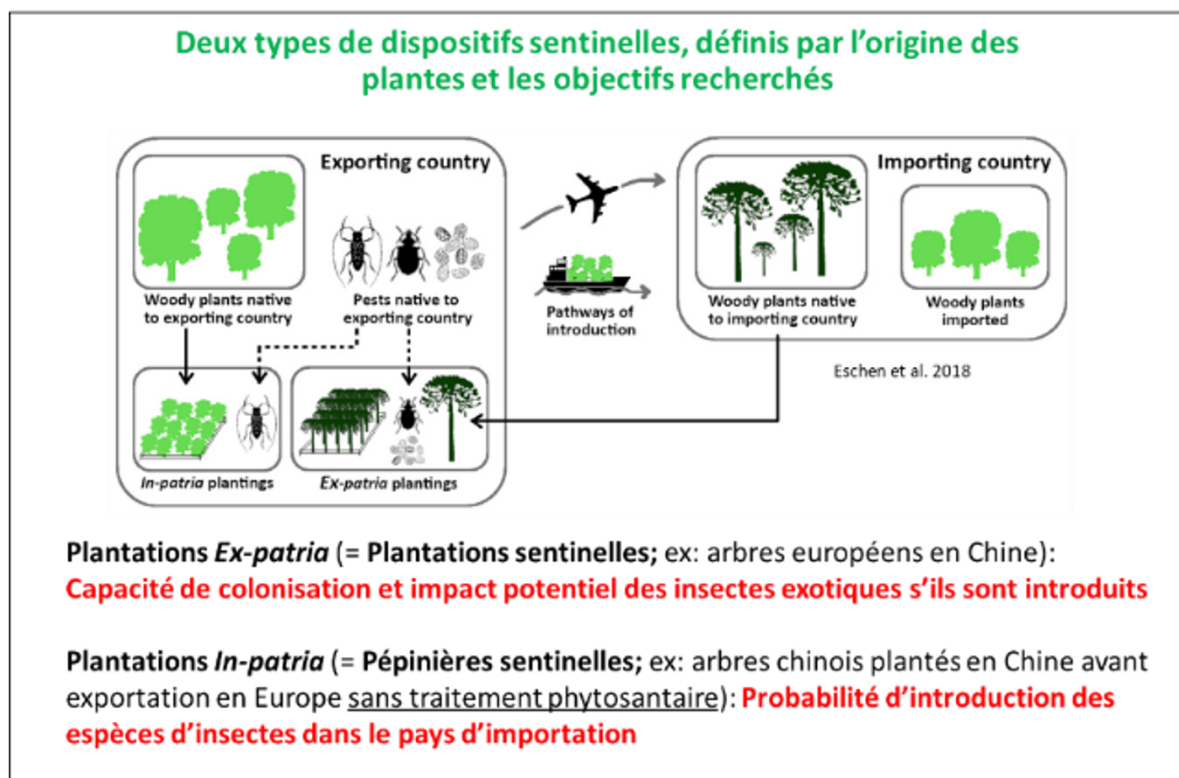 Deux types de dispositifs sentinelles, définis par l'origine des
plantes et les objectifs recherchés
Exporting country
Importing country
Woody plants native
to exporting country
Pests native to
exporting country
Pathways of
introduction
Woody plants native
to importing country
Woody plants
imported
Eschen et al. 2018
In-patria plantings
Ex-patria plantings
Plantations Ex-patria (= Plantations sentinelles; ex: arbres européens en Chine):
Capacité de colonisation et impact potentiel des insectes exotiques s'ils sont introduits
Plantations In-patria (= Pépinières sentinelles; ex: arbres chinois plantés en Chine avant
exportation en Europe sans traitement phytosantaire): Probabilité d'introduction des
espèces d'insectes dans le pays d'importation